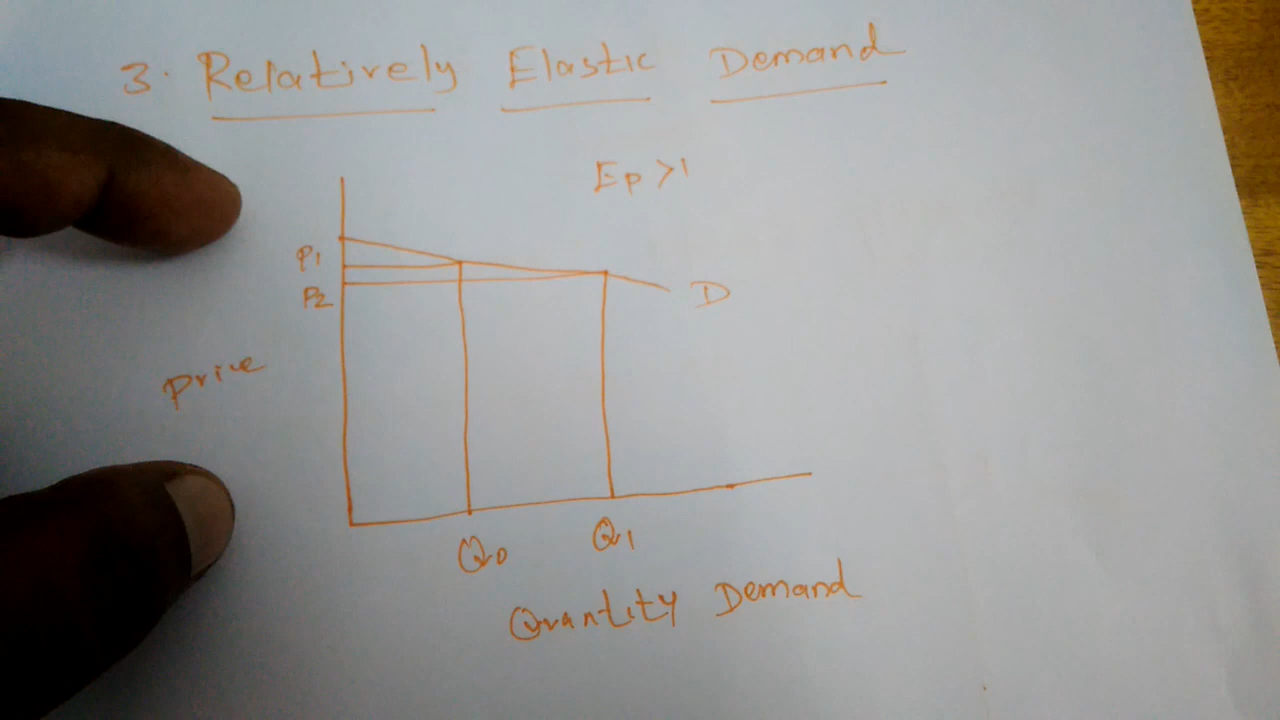 3. Relatively Elastic Demand
Ep >1
P1
P2
D
Price
Q0
Q1
Quantity Demand